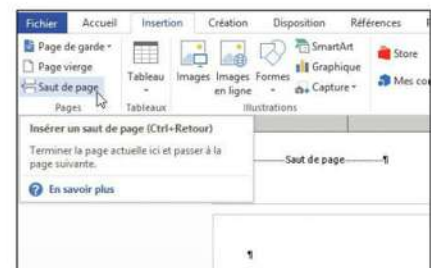 Fichier Accueil Insertion Création Disposition Références
Page de garde
Page vierge
Saut de page
Pages
Tableau
Tableaux
Images Images en ligne Formes
SmartArt
Graphique
Capture
Illustrations
Store
Mes
Insérer un saut de page (Ctrl+Retour)
Terminer la page actuelle ici et passer à la
page suivante.
En savoir plus
Saut de page ¶
¶